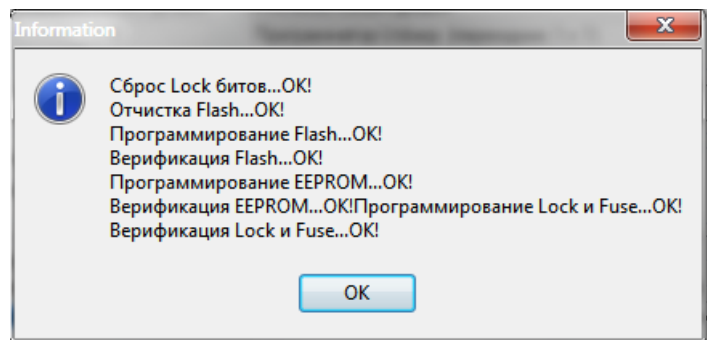 Information
Сброс Lock битов...OK!
Отчистка Flash...OK!
Программирование Flash...OK!
Верификация Flash...OK!
Программирование EEPROM...OK!
Верификация EEPROM...OK!Программирование Lock и Fuse...OK!
Верификация Lock и Fuse...OK!
OK